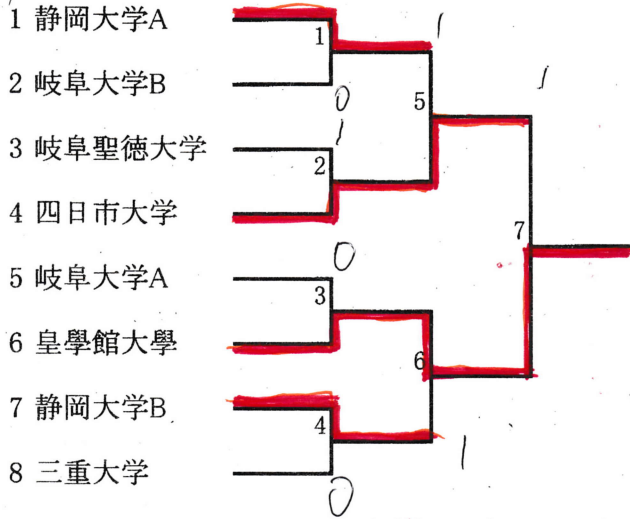 1 静岡大学A
1
1
2 岐阜大学B
0
5
1
3 岐阜聖徳大学
1
2
4 四日市大学
7
0
5 岐阜大学A
3
6 皇學館大學
6
7 静岡大学B
4
1
8 三重大学
0